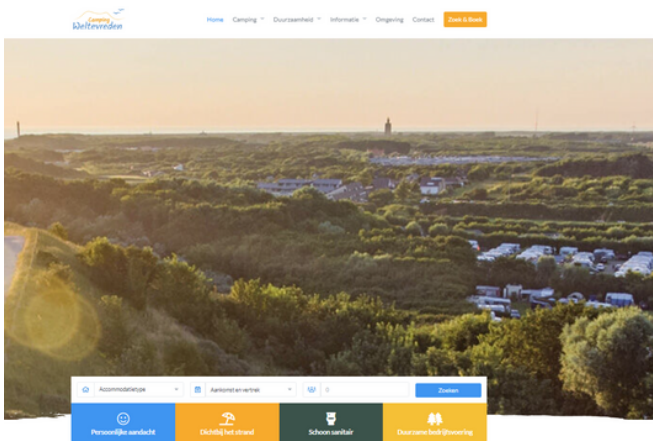 Camping
Weltevreden
Home Camping Duurzaamheid Informatie Omgeving Contact Zoek & Boek
Accommodatietype Aankomst en vertrek 0 Zoeken
Persoonlijke aandacht Dichtbij het strand Schoon sanitair Duurzame bedrijfsvoering